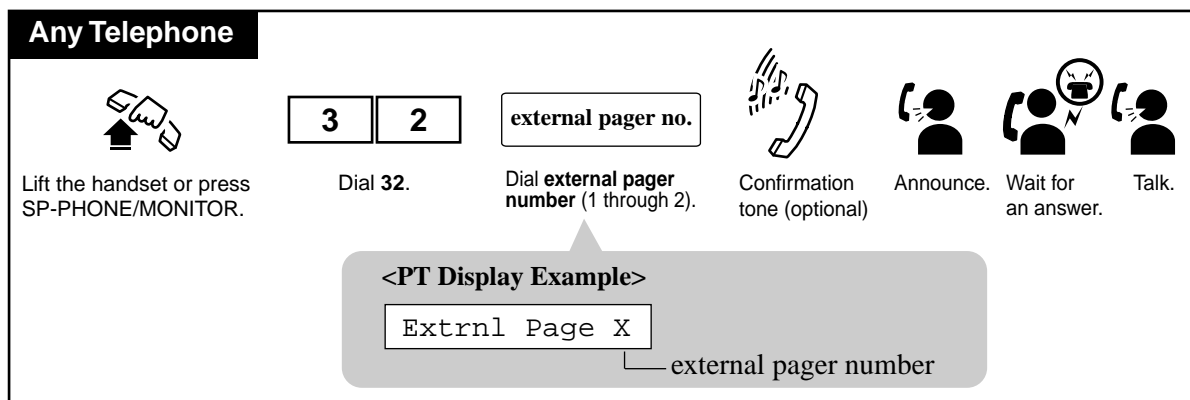 Any Telephone
3 2
external pager no.
Lift the handset or press
SP-PHONE/MONITOR.
Dial 32.
Dial external pager
number (1 through 2).
Confirmation
tone (optional)
Announce.
Wait for
an answer.
Talk.
<PT Display Example>
Extrnl Page X
external pager number